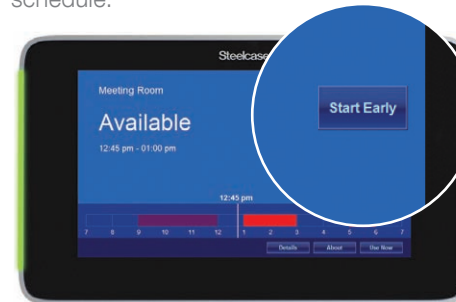 schedule.
Steelcase
Meeting Room
Available
12:45 pm - 01:00 pm
Start Early
12:45 pm
7 8 9 10 11 12 1 2 3 4 5 6 7
Details About Use Now